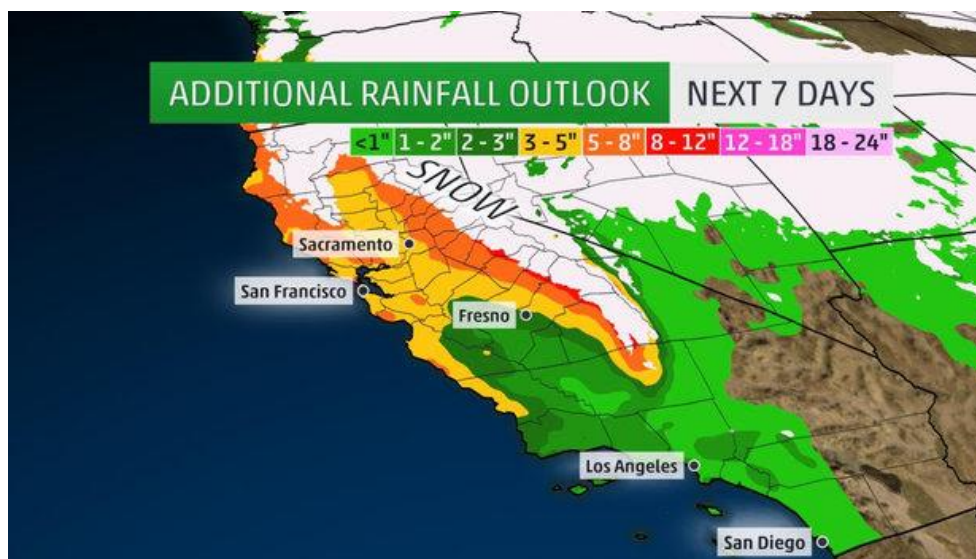 ADDITIONAL RAINFALL OUTLOOK NEXT 7 DAYS
<1" 1 - 2" 2 - 3" 3 - 5" 5 - 8" 8 - 12" 12 - 18" 18 - 24"
SNOW
Sacramento
San Francisco
Fresno
Los Angeles
San Diego